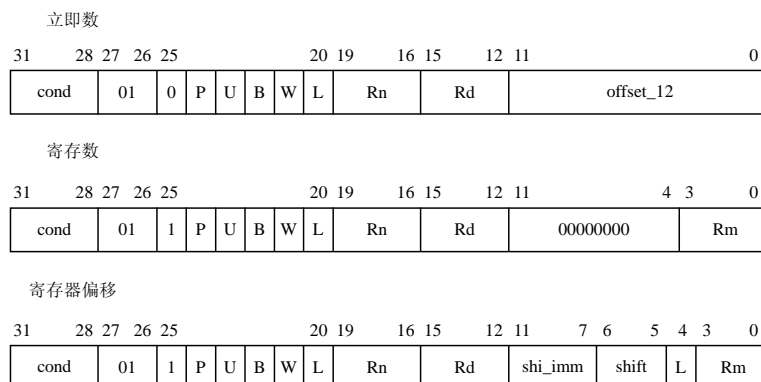 立即数
31 28 27 26 25 20 19 16 15 12 11 0
cond 01 0 P U B W L Rn Rd offset_12
寄存数
31 28 27 26 25 20 19 16 15 12 11 4 3 0
cond 01 1 P U B W L Rn Rd 00000000 Rm
寄存器偏移
31 28 27 26 25 20 19 16 15 12 11 7 6 5 4 3 0
cond 01 1 P U B W L Rn Rd shi_imm shift L Rm